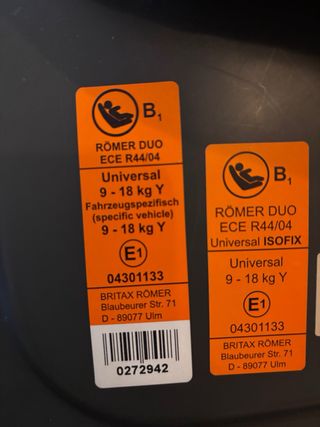 B1
RÖMER DUO
ECE R44/04
Universal
9 - 18 kg Y
Fahrzeugspezifisch
(specific vehicle)
9 - 18 kg Y
E1
04301133
BRITAX RÖMER
Blaubeurer Str. 71
D - 89077 Ulm
0272942
B1
RÖMER DUO
ECE R44/04
Universal ISOFIX
Universal
9 - 18 kg Y
E1
04301133
BRITAX RÖMER
Blaubeurer Str. 71
D - 89077 Ulm